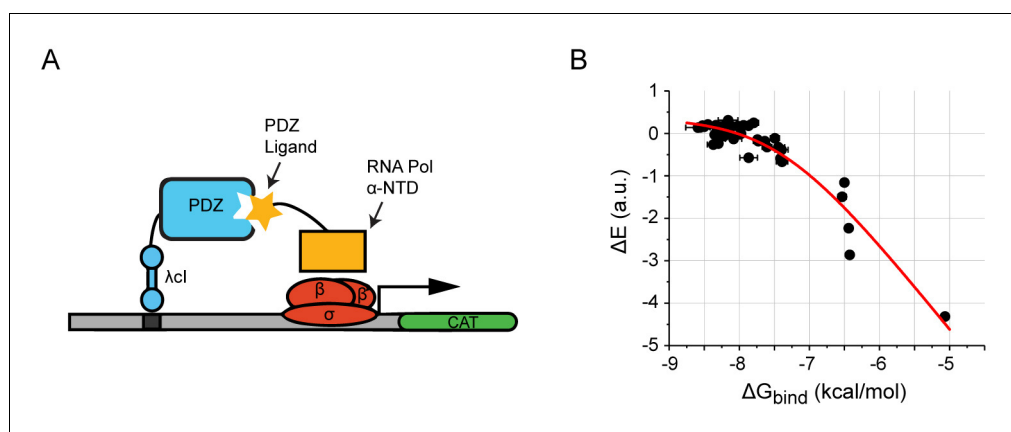 A
PDZ
Ligand
RNA Pol
α-NTD
PDZ
λcI
β
β'
σ
CAT
B
ΔE (a.u.)
1
0
-1
-2
-3
-4
-5
-9
-8
-7
-6
-5
ΔGbind (kcal/mol)